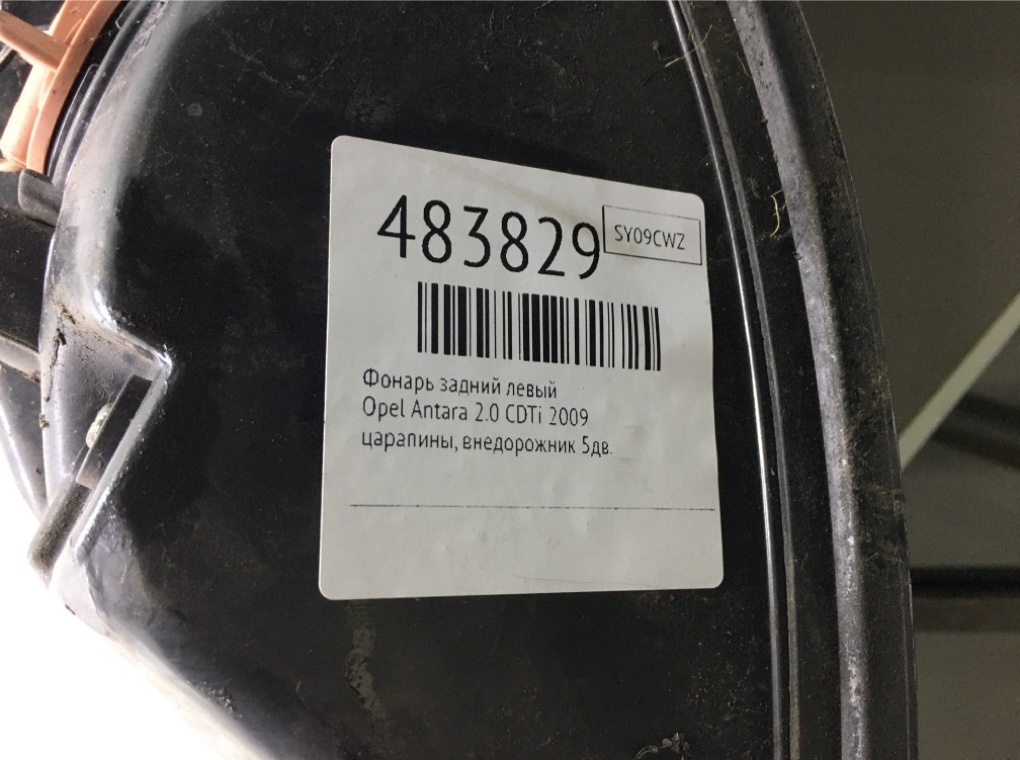 483829
SY09CWZ
Фонарь задний левый
Opel Antara 2.0 CDTi 2009
царапины, внедорожник 5дв.